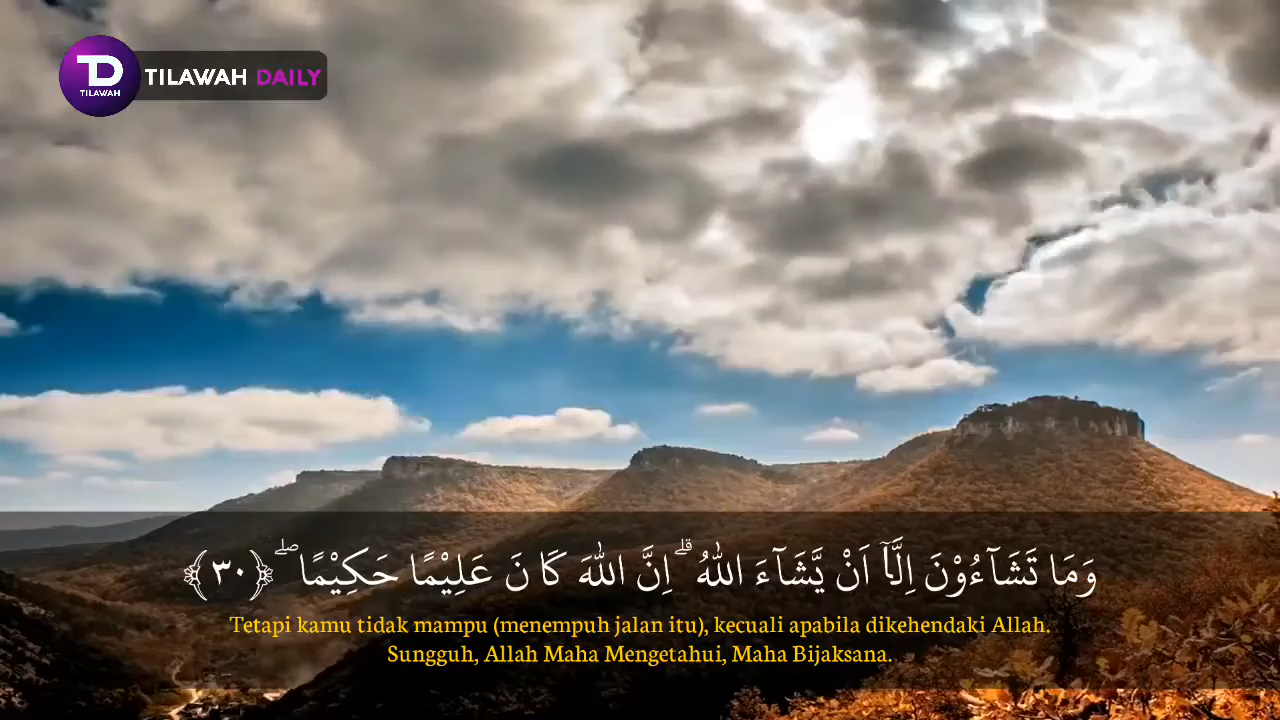 TD
TILAWAH
TILAWAH DAILY
وَمَا تَشَآءُوْنَ اِلَّآ اَنْ يَّشَآءَ اللّٰهُ ۗاِنَّ اللّٰهَ كَا نَ عَلِيْمًا حَكِيْمًا ۖ ﴿٣٠﴾
Tetapi kamu tidak mampu (menempuh jalan itu), kecuali apabila dikehendaki Allah.
Sungguh, Allah Maha Mengetahui, Maha Bijaksana.